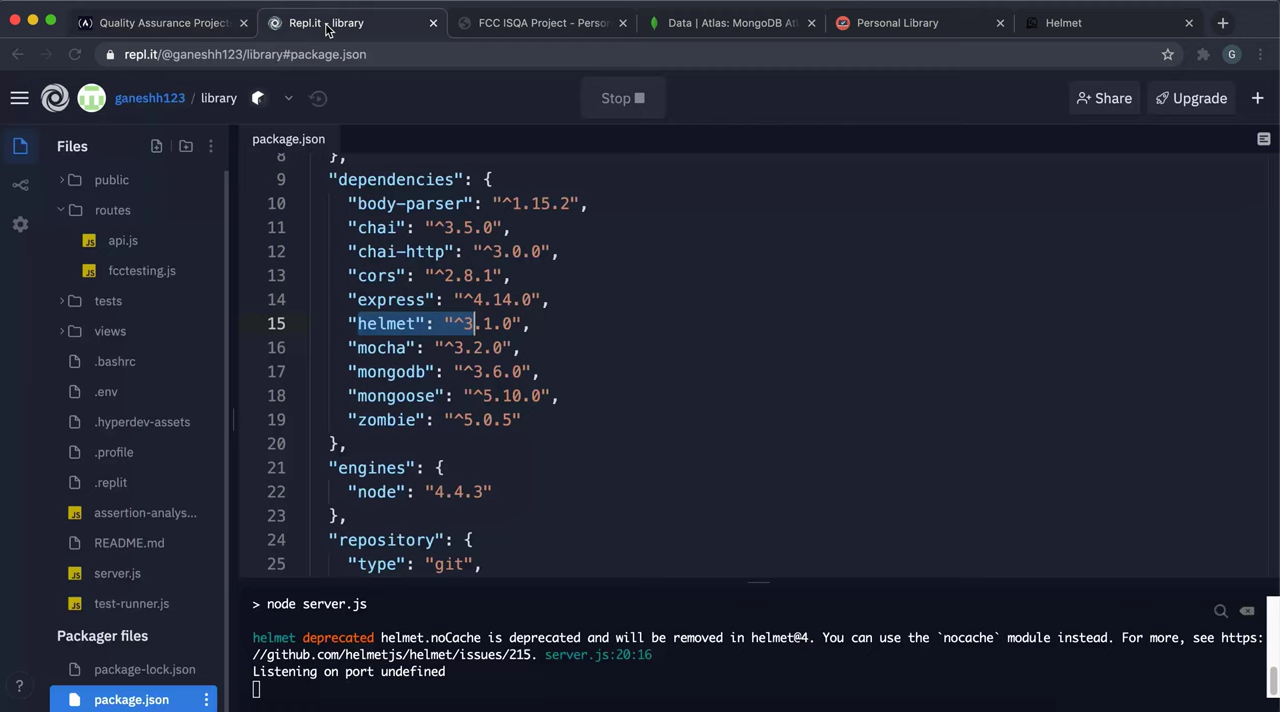 Quality Assurance Project
Repl.it - library
FCC ISQA Project - Person
Data | Atlas: MongoDB Atl
Personal Library
Helmet
repl.it/@ganeshh123/library#package.json
G
ganeshh123 / library
Stop
Share
Upgrade
Files
package.json
public
routes
JS api.js
JS fcctesting.js
tests
views
.bashrc
.env
.hyperdev-assets
.profile
.replit
JS assertion-analys...
README.md
JS server.js
JS test-runner.js
Packager files
package-lock.json
package.json
8 },
9 "dependencies": {
10 "body-parser": "^1.15.2",
11 "chai": "^3.5.0",
12 "chai-http": "^3.0.0",
13 "cors": "^2.8.1",
14 "express": "^4.14.0",
15 "helmet": "^3.1.0",
16 "mocha": "^3.2.0",
17 "mongodb": "^3.6.0",
18 "mongoose": "^5.10.0",
19 "zombie": "^5.0.5"
20 },
21 "engines": {
22 "node": "4.4.3"
23 },
24 "repository": {
25 "type": "git",
> node server.js
helmet deprecated helmet.noCache is deprecated and will be removed in helmet@4. You can use the `nocache` module instead. For more, see https:
//github.com/helmetjs/helmet/issues/215. server.js:20:16
Listening on port undefined
?